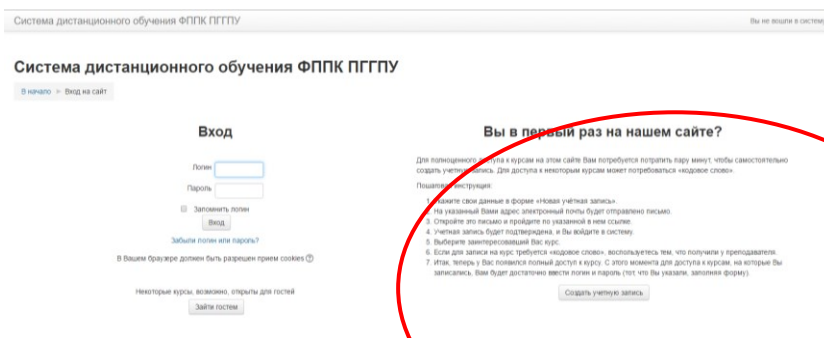 Система дистанционного обучения ФППК ПГГПУ
Вы не вошли в систему
Система дистанционного обучения ФППК ПГГПУ
В начало ► Вход на сайт
Вход
Логин
Пароль
Запомнить логин
Вход
Забыли логин или пароль?
В Вашем браузере должен быть разрешен прием cookies
Некоторые курсы, возможно, открыты для гостей
Зайти гостем
Вы в первый раз на нашем сайте?
Для полноценного доступа к курсам на этом сайте Вам потребуется потратить пару минут, чтобы самостоятельно
создать учетную запись. Для доступа к некоторым курсам может потребоваться «кодовое слово».
Пошаговая инструкция:
1. Укажите свои данные в форме «Новая учётная запись».
2. На указанный Вами адрес электронной почты будет отправлено письмо.
3. Откройте это письмо и пройдите по указанной в нем ссылке.
4. Учетная запись будет подтверждена, и Вы войдите в систему.
5. Выберите заинтересовавший Вас курс.
6. Если для записи на курс требуется «кодовое слово», воспользуетесь тем, что получили у преподавателя.
7. Итак, теперь у Вас появился полный доступ к курсу. С этого момента для доступа к курсам, на которые Вы
записались, Вам будет достаточно ввести логин и пароль (тот, что Вы указали, заполняя форму).
Создать учетную запись